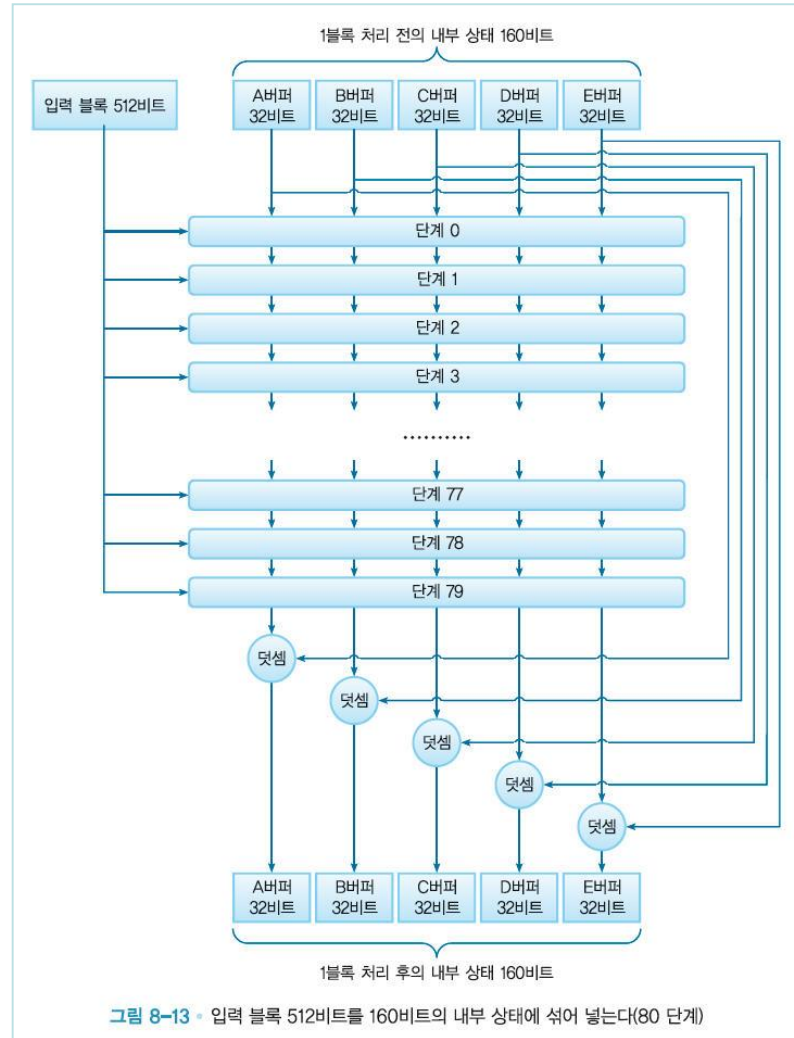 1블록 처리 전의 내부 상태 160비트
입력 블록 512비트
A버퍼
32비트
B버퍼
32비트
C버퍼
32비트
D버퍼
32비트
E버퍼
32비트
단계 0
단계 1
단계 2
단계 3
··········
단계 77
단계 78
단계 79
덧셈
덧셈
덧셈
덧셈
덧셈
A버퍼
32비트
B버퍼
32비트
C버퍼
32비트
D버퍼
32비트
E버퍼
32비트
1블록 처리 후의 내부 상태 160비트
그림 8-13 • 입력 블록 512비트를 160비트의 내부 상태에 섞어 넣는다(80 단계)